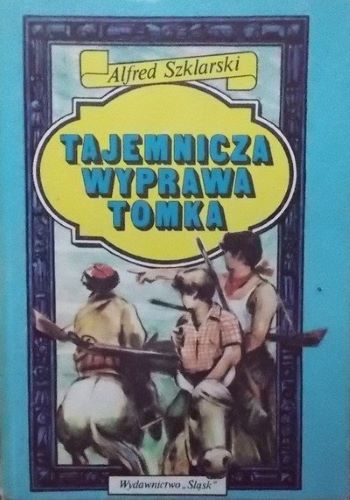 Alfred Szklarski
TAJEMNICZA
WYPRAWA
TOMKA
Wydawnictwo „Śląsk"